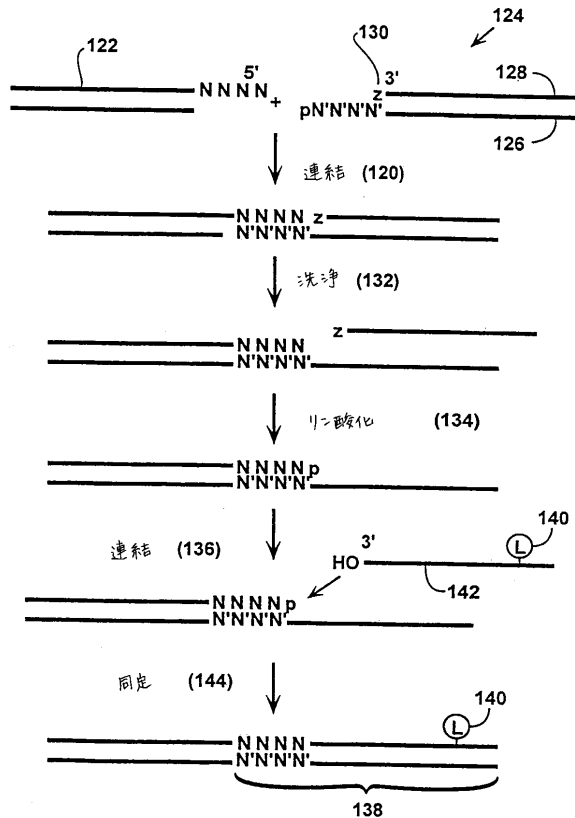 130
124
122
5'
3'
128
N N N N
+
z
pN'N'N'N'
126
連結 (120)
N N N N z
N'N'N'N'
洗浄 (132)
z
N N N N
N'N'N'N'
リン酸化 (134)
N N N N p
N'N'N'N'
140
連結 (136)
3'
L
HO
142
N N N N p
N'N'N'N'
同定 (144)
140
L
N N N N
N'N'N'N'
138